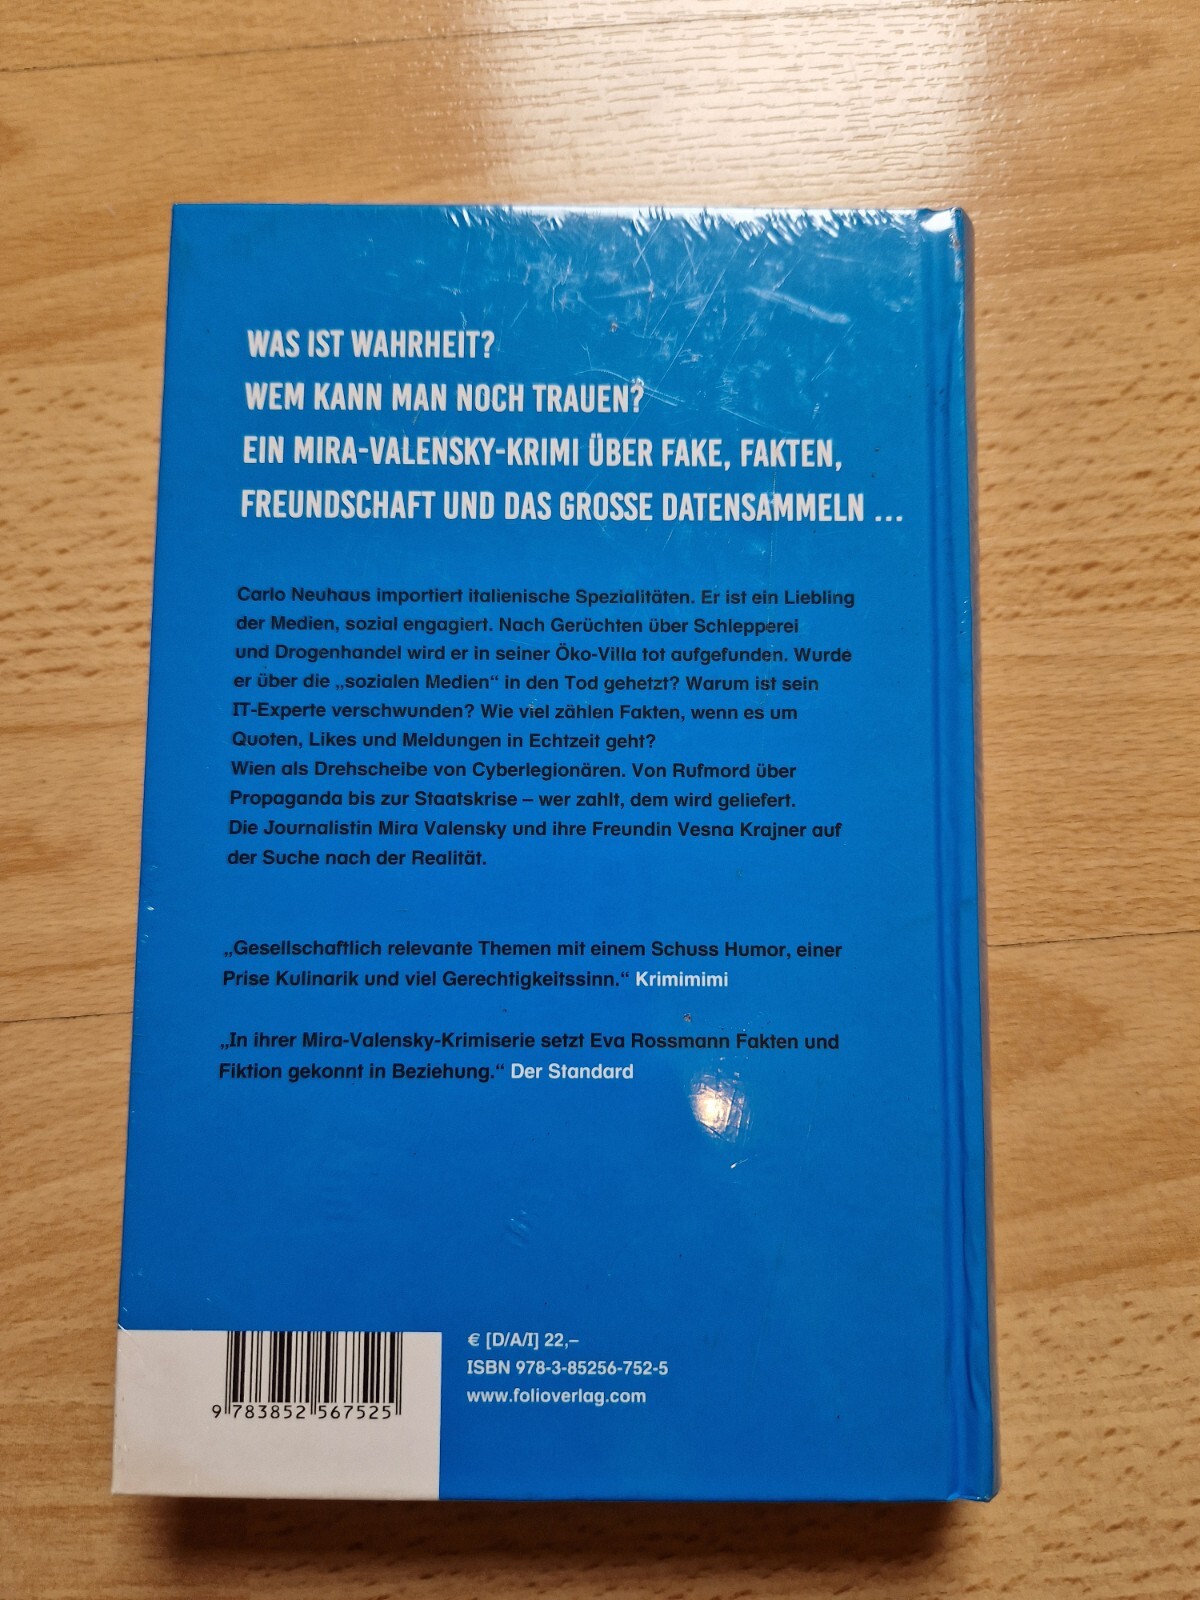 WAS IST WAHRHEIT?
WEM KANN MAN NOCH TRAUEN?
EIN MIRA-VALENSKY-KRIMI ÜBER FAKE, FAKTEN,
FREUNDSCHAFT UND DAS GROSSE DATENSAMMELN ...
Carlo Neuhaus importiert italienische Spezialitäten. Er ist ein Liebling
der Medien, sozial engagiert. Nach Gerüchten über Schlepperei
und Drogenhandel wird er in seiner Öko-Villa tot aufgefunden. Wurde
er über die „sozialen Medien“ in den Tod gehetzt? Warum ist sein
IT-Experte verschwunden? Wie viel zählen Fakten, wenn es um
Quoten, Likes und Meldungen in Echtzeit geht?
Wien als Drehscheibe von Cyberlegionären. Von Rufmord über
Propaganda bis zur Staatskrise – wer zahlt, dem wird geliefert.
Die Journalistin Mira Valensky und ihre Freundin Vesna Krajner auf
der Suche nach der Realität.
„Gesellschaftlich relevante Themen mit einem Schuss Humor, einer
Prise Kulinarik und viel Gerechtigkeitssinn.“ Krimimimi
„In ihrer Mira-Valensky-Krimiserie setzt Eva Rossmann Fakten und
Fiktion gekonnt in Beziehung.“ Der Standard
€ [D/A/I] 22,–
ISBN 978-3-85256-752-5
www.folioverlag.com
9 783852 567525